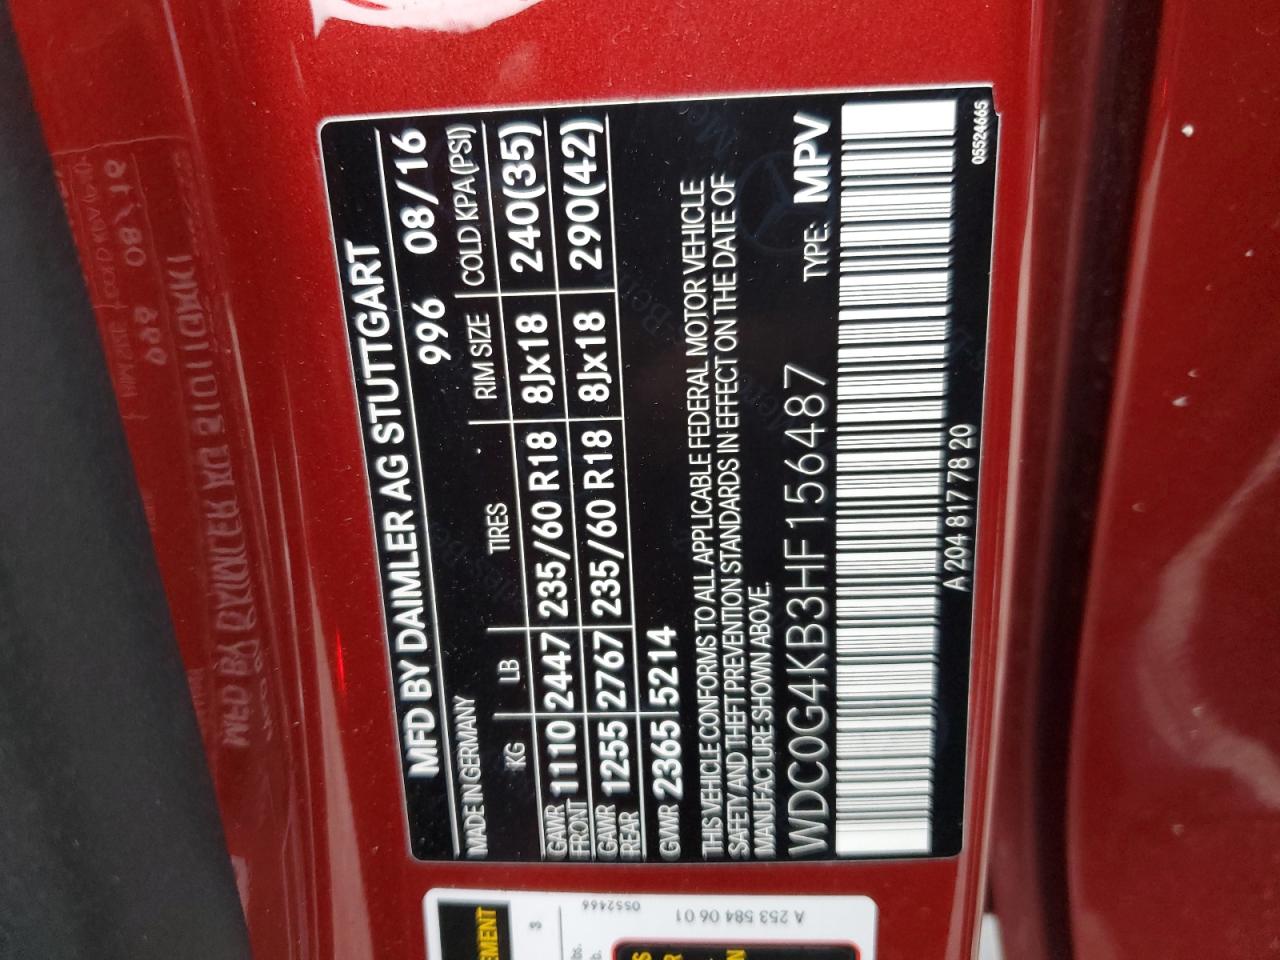 MFD BY DAIMLER AG STUTTGART
MADE IN GERMANY 996 08/16
KG LB TIRES RIM SIZE COLD KPA (PSI)
GAWR FRONT 1110 2447 235/60 R18 8Jx18 240(35)
GAWR REAR 1255 2767 235/60 R18 8Jx18 290(42)
GVWR 2365 5214
THIS VEHICLE CONFORMS TO ALL APPLICABLE FEDERAL MOTOR VEHICLE
SAFETY AND THEFT PREVENTION STANDARDS IN EFFECT ON THE DATE OF
MANUFACTURE SHOWN ABOVE.
WDC0G4KB3HF156487 TYPE: MPV
A 204 817 78 20 05524665
A 253 584 06 01
0552466